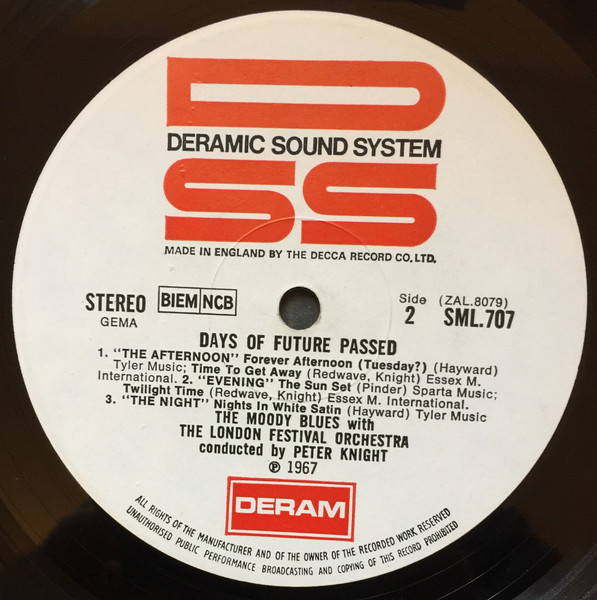 DSS
DERAMIC SOUND SYSTEM
MADE IN ENGLAND BY THE DECCA RECORD CO. LTD.
STEREO BIEM NCB Side (ZAL.8079)
GEMA 2 SML.707
DAYS OF FUTURE PASSED
1. "THE AFTERNOON" Forever Afternoon (Tuesday?) (Hayward)
Tyler Music; Time To Get Away (Redwave, Knight) Essex M.
International. 2. "EVENING" The Sun Set (Pinder) Sparta Music;
Twilight Time (Redwave, Knight) Essex M. International.
3. "THE NIGHT" Nights In White Satin (Hayward) Tyler Music
THE MOODY BLUES with
THE LONDON FESTIVAL ORCHESTRA
conducted by PETER KNIGHT
℗ 1967
DERAM
ALL RIGHTS OF THE MANUFACTURER AND OF THE OWNER OF THE RECORDED WORK RESERVED
UNAUTHORISED PUBLIC PERFORMANCE BROADCASTING AND COPYING OF THIS RECORD PROHIBITED